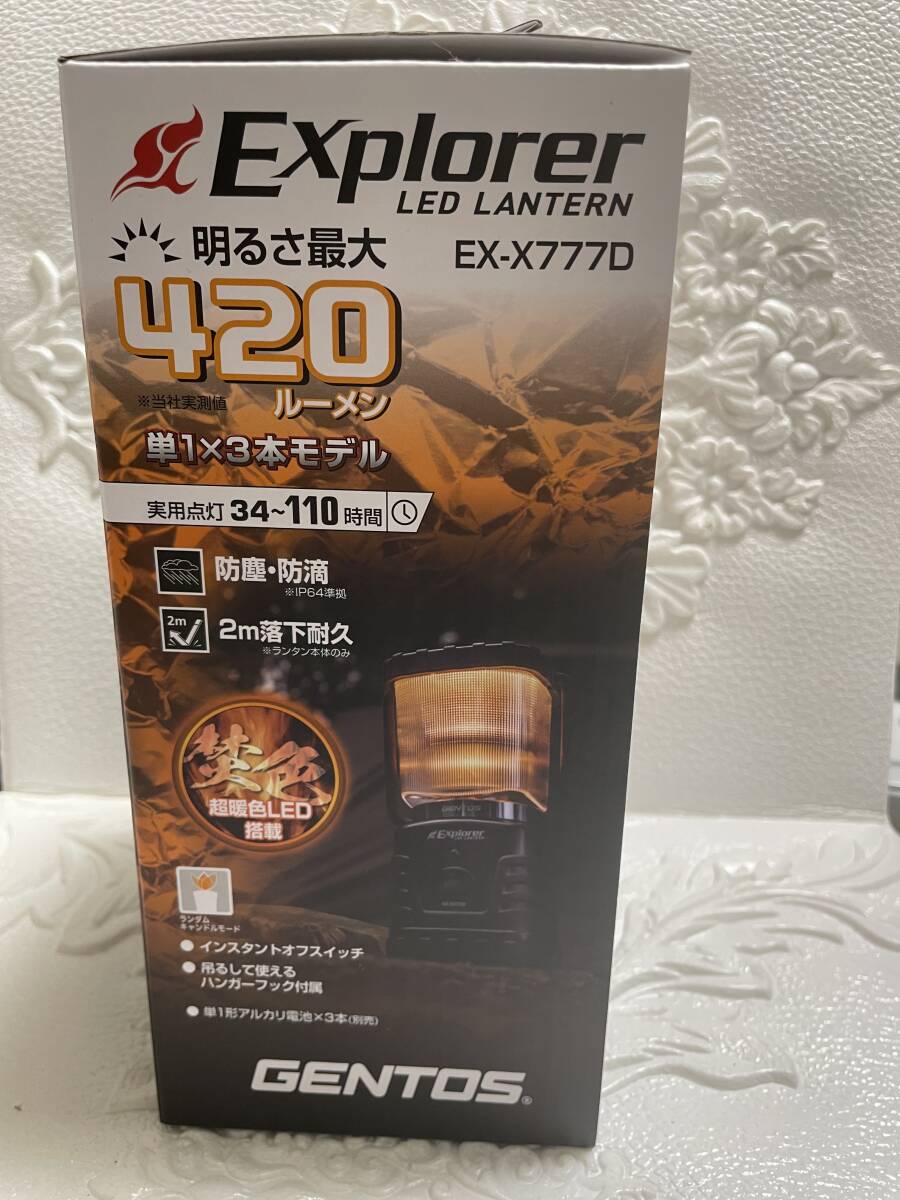 Explorer
LED LANTERN
明るさ最大
EX-X777D
420
※当社実測値
ルーメン
単1×3本モデル
実用点灯 34~110時間
防塵・防滴
※IP64準拠
2m
2m落下耐久
※ランタン本体のみ
焚色
超暖色LED
搭載
GENTOS
Explorer
LED LANTERN
ランダム
キャンドルモード
● インスタントオフスイッチ
● 吊るして使える
ハンガーフック付属
● 単1形アルカリ電池×3本(別売)
GENTOS®